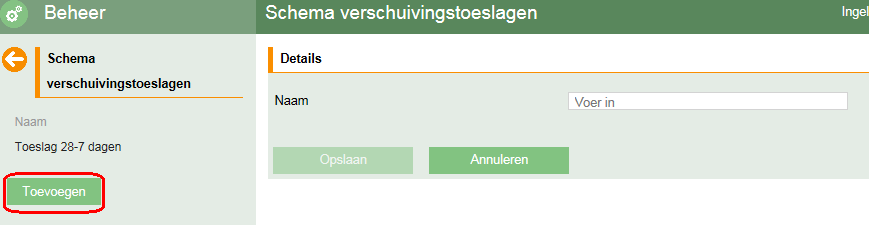 Beheer
Schema verschuivingstoeslagen
Ingel
Schema
verschuivingstoeslagen
Naam
Toeslag 28-7 dagen
Toevoegen
Details
Naam
Voer in
Opslaan
Annuleren